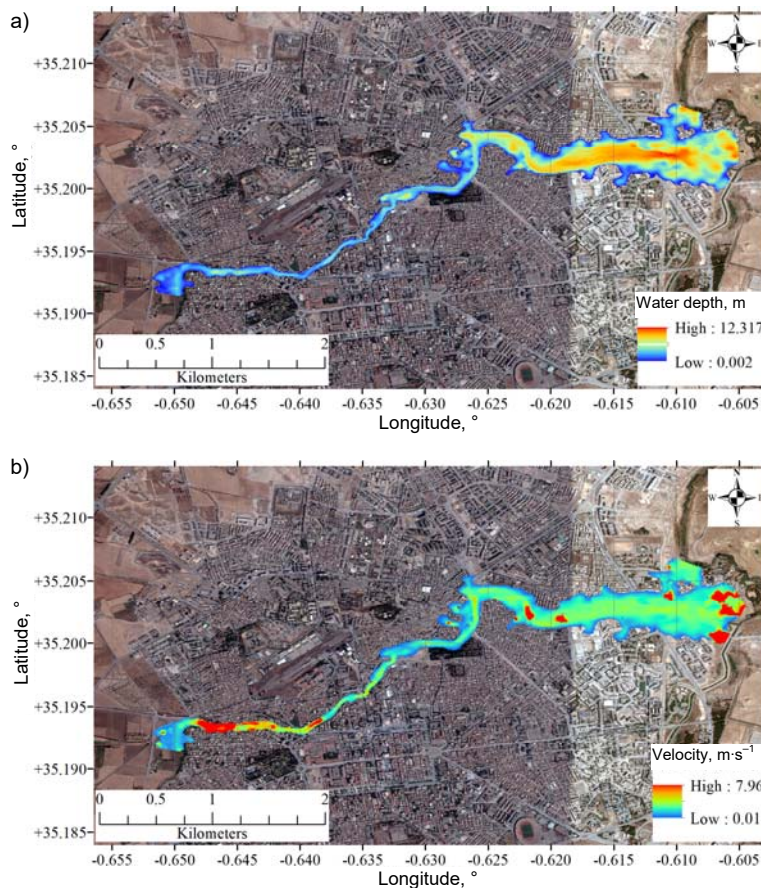 a)
N
W E
S
+35,210
+35,205
+35,200
+35,195
+35,190
+35,185
Latitude, °
Water depth, m
High : 12.317
Low : 0.002
0 0.5 1 2
Kilometers
-0.655 -0.650 -0.645 -0.640 -0.635 -0.630 -0.625 -0.620 -0.615 -0.610 -0.605
Longitude, °
b)
N
W E
S
+35,210
+35,205
+35,200
+35,195
+35,190
+35,185
Latitude, °
Velocity, m·s⁻¹
High : 7.96
Low : 0.01
0 0.5 1 2
Kilometers
-0.655 -0.650 -0.645 -0.640 -0.635 -0.630 -0.625 -0.620 -0.615 -0.610 -0.605
Longitude, °